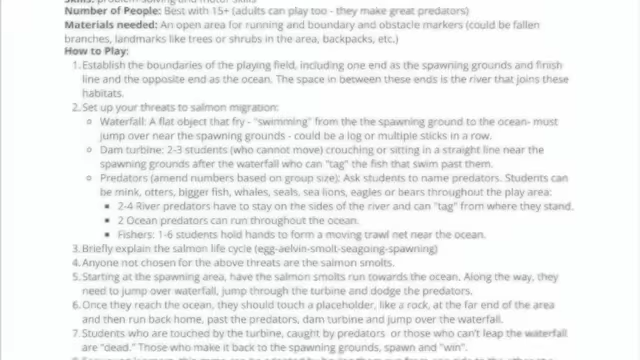 Skills: problem solving and motor skills
Number of People: Best with 15+ (adults can play too - they make great predators)
Materials needed: An open area for running and boundary and obstacle markers (could be fallen
branches, landmarks like trees or shrubs in the area, backpacks, etc.)
How to Play:
1. Establish the boundaries of the playing field, including one end as the spawning grounds and finish
line and the opposite end as the ocean. The space in between these ends is the river that joins these
habitats.
2. Set up your threats to salmon migration:
○ Waterfall: A flat object that fry - "swimming" from the the spawning ground to the ocean- must
jump over near the spawning grounds - could be a log or multiple sticks in a row.
○ Dam turbine: 2-3 students (who cannot move) crouching or sitting in a straight line near the
spawning grounds after the waterfall who can "tag" the fish that swim past them.
○ Predators (amend numbers based on group size): Ask students to name predators. Students can
be mink, otters, bigger fish, whales, seals, sea lions, eagles or bears throughout the play area:
▪ 2-4 River predators have to stay on the sides of the river and can "tag" from where they stand.
▪ 2 Ocean predators can run throughout the ocean.
▪ Fishers: 1-6 students hold hands to form a moving trawl net near the ocean.
3. Briefly explain the salmon life cycle (egg-aelvin-smolt-seagoing-spawning)
4. Anyone not chosen for the above threats are the salmon smolts.
5. Starting at the spawning area, have the salmon smolts run towards the ocean. Along the way, they
need to jump over waterfall, jump through the turbine and dodge the predators.
6. Once they reach the ocean, they should touch a placeholder, like a rock, at the far end of the area
and then run back home, past the predators, dam turbine and jump over the waterfall.
7. Students who are touched by the turbine, caught by predators or those who can't leap the waterfall
are "dead." Those who make it back to the spawning grounds, spawn and "win".